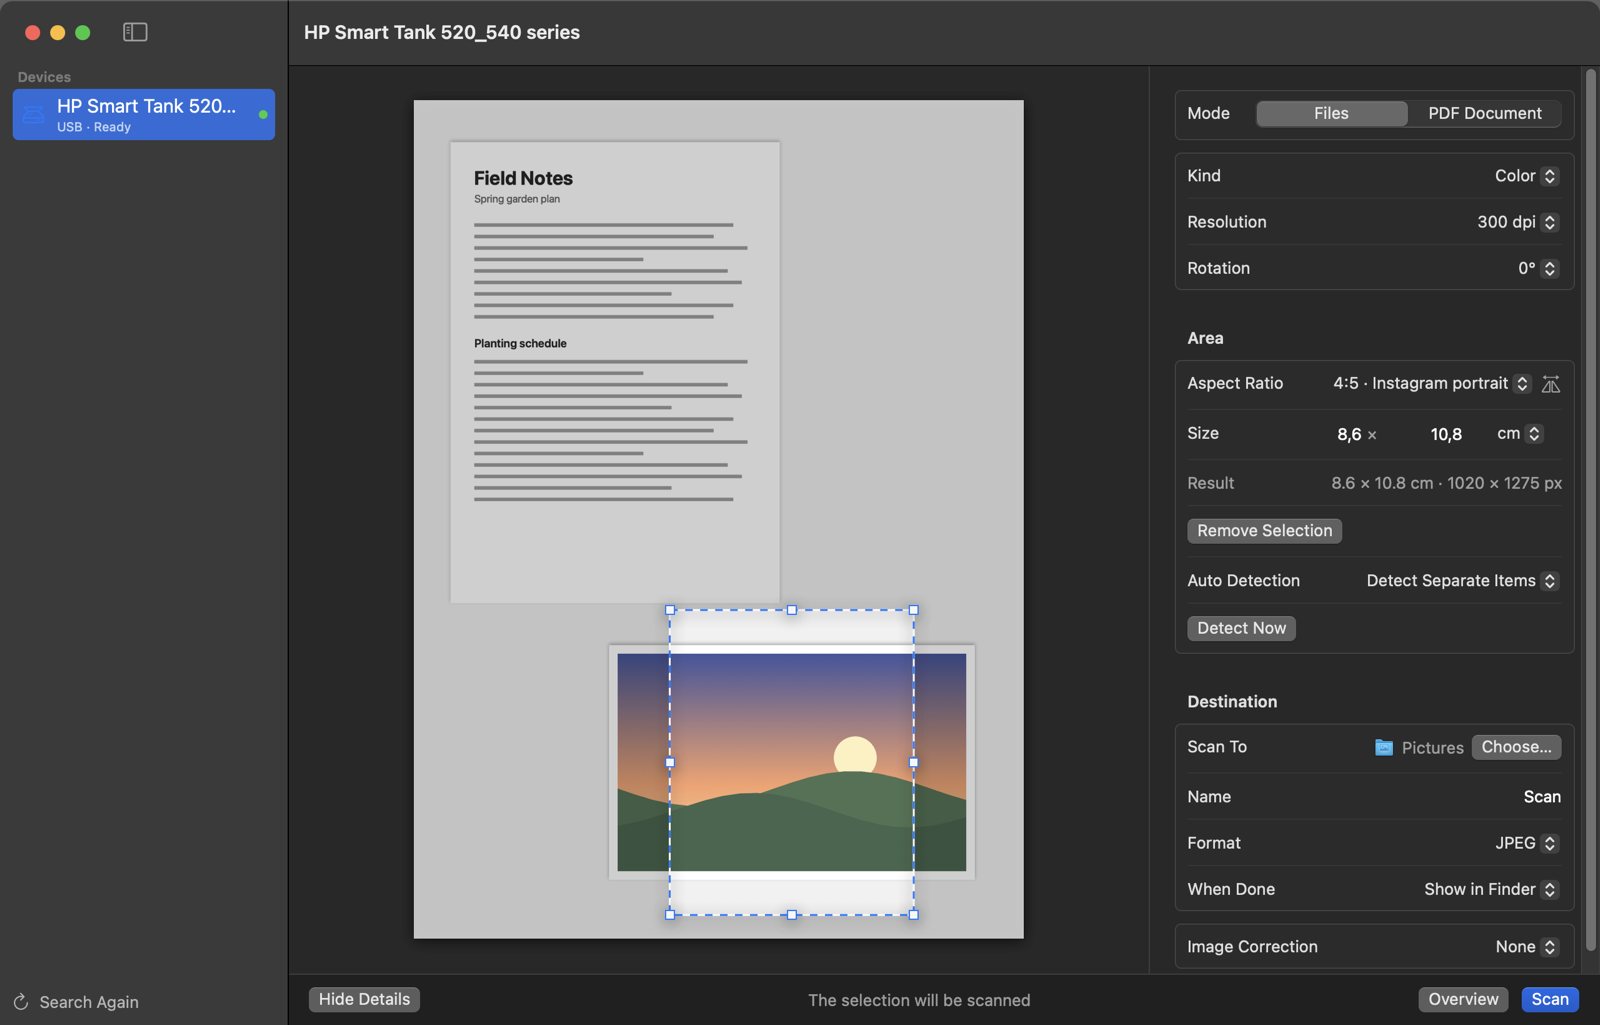 HP Smart Tank 520_540 series
Devices
HP Smart Tank 520...
USB · Ready
Search Again
Field Notes
Spring garden plan
Planting schedule
Mode Files PDF Document
Kind Color
Resolution 300 dpi
Rotation 0°
Area
Aspect Ratio 4:5 · Instagram portrait
Size 8,6 × 10,8 cm
Result 8.6 × 10.8 cm · 1020 × 1275 px
Remove Selection
Auto Detection Detect Separate Items
Detect Now
Destination
Scan To Pictures Choose...
Name Scan
Format JPEG
When Done Show in Finder
Image Correction None
Hide Details The selection will be scanned Overview Scan